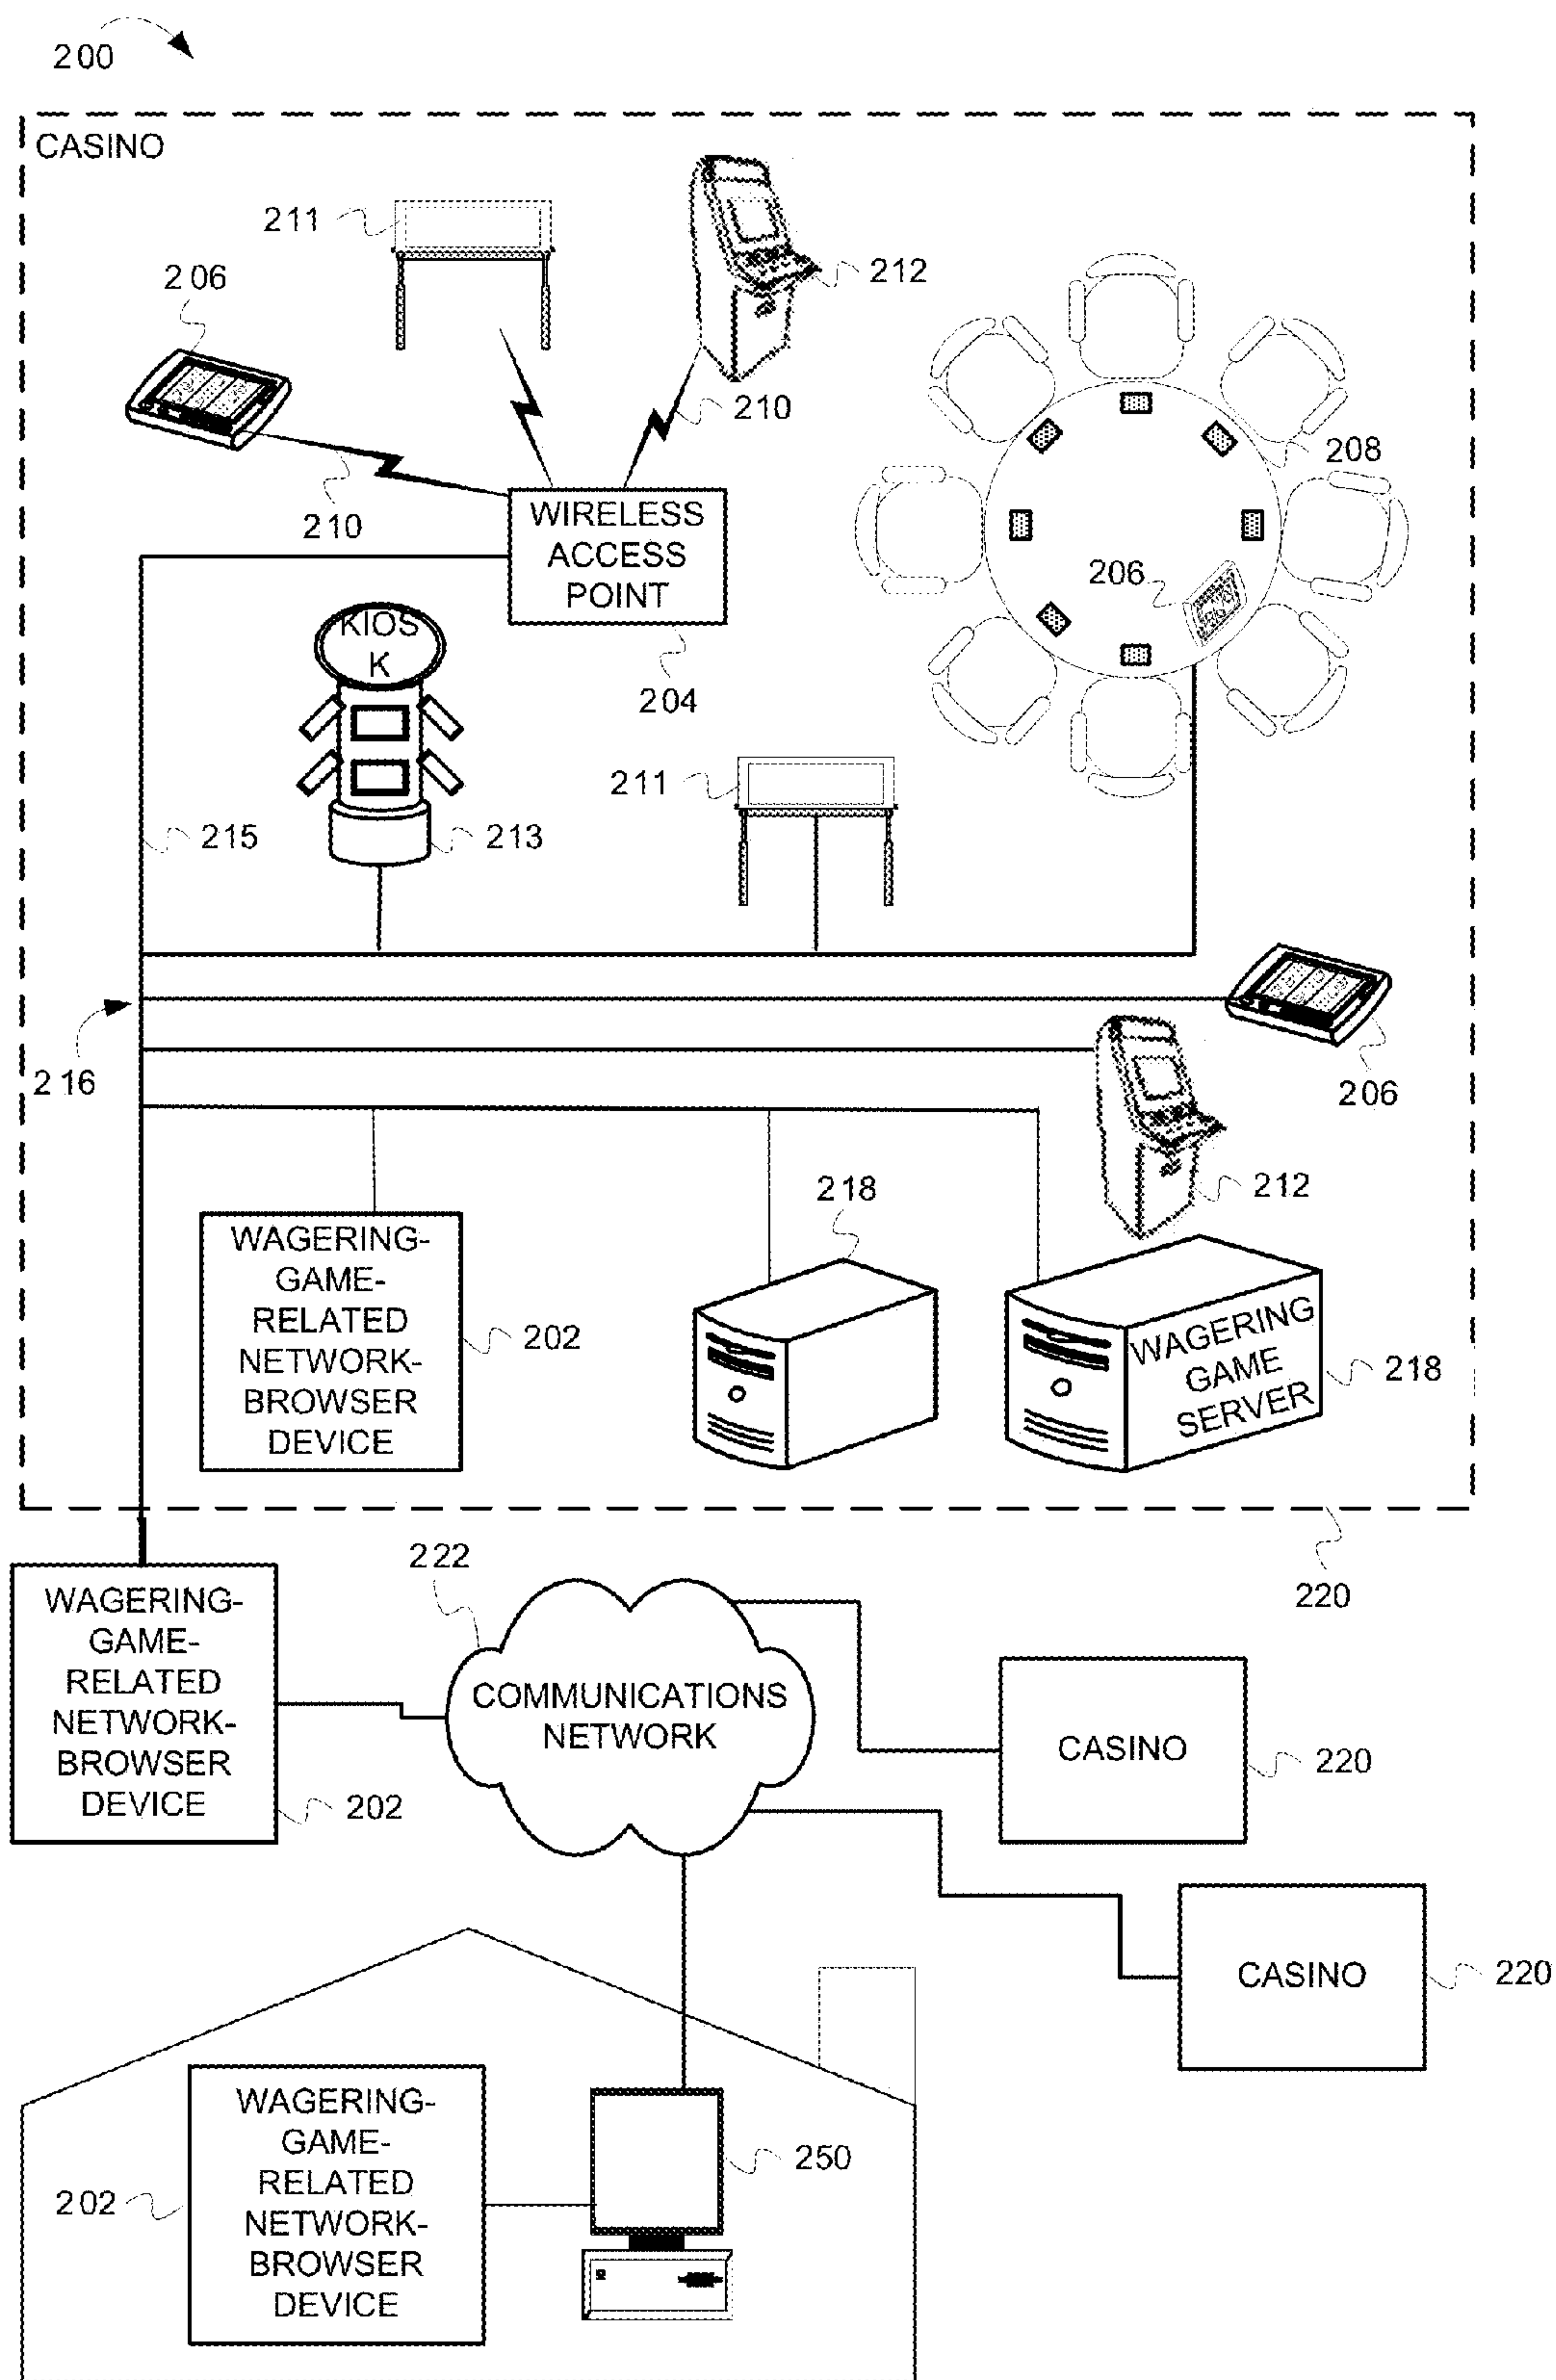 200
CASINO
211
212
206
210
208
210
WIRELESS
ACCESS
POINT
206
KIOS
K
204
211
215
213
216
206
218
212
WAGERING-
GAME-
RELATED
NETWORK-
BROWSER
DEVICE
202
WAGERING
GAME
SERVER
218
222
220
WAGERING-
GAME-
RELATED
NETWORK-
BROWSER
DEVICE
202
COMMUNICATIONS
NETWORK
CASINO
220
CASINO
220
WAGERING-
GAME-
RELATED
NETWORK-
BROWSER
DEVICE
202
250